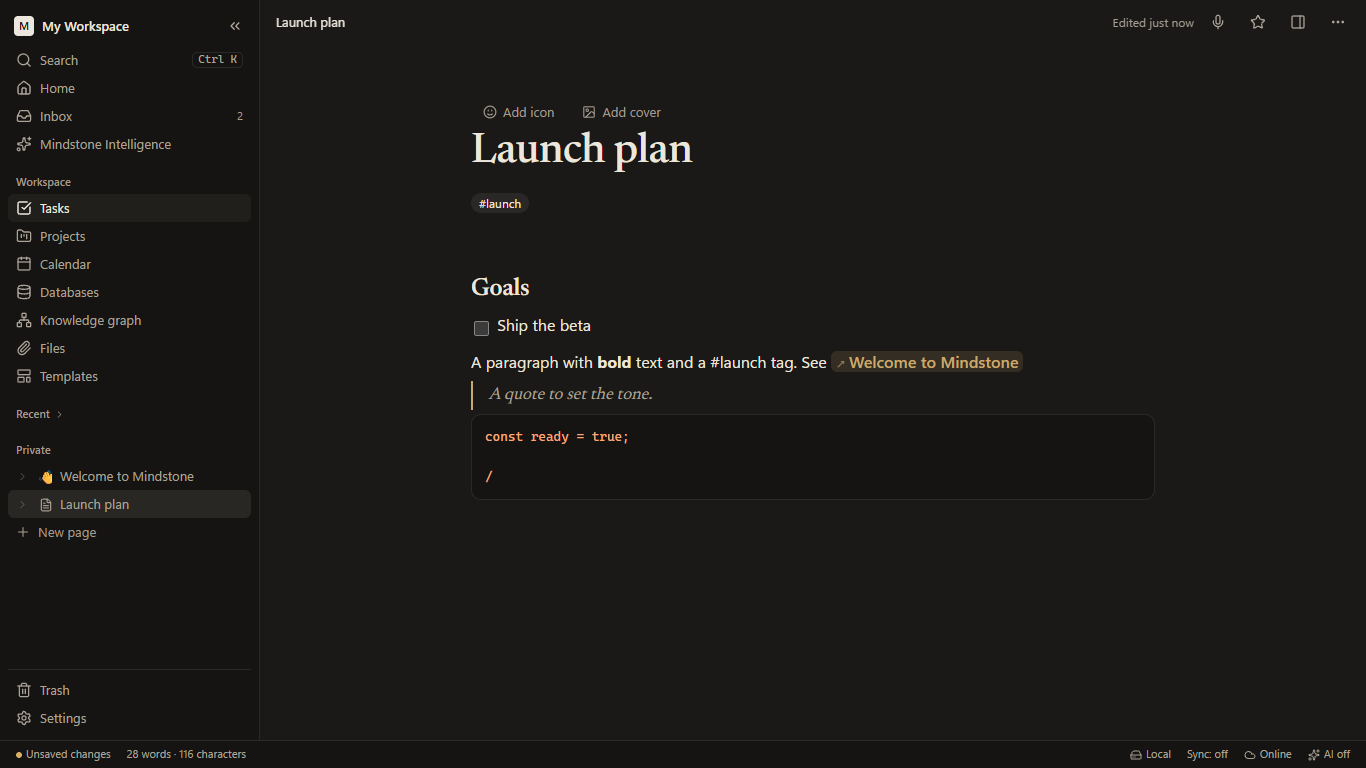 M My Workspace
Search Ctrl K
Home
Inbox 2
Mindstone Intelligence
Workspace
Tasks
Projects
Calendar
Databases
Knowledge graph
Files
Templates
Recent
Private
Welcome to Mindstone
Launch plan
New page
Trash
Settings
Launch plan
Edited just now
Add icon Add cover
Launch plan
#launch
Goals
Ship the beta
A paragraph with bold text and a #launch tag. See Welcome to Mindstone
A quote to set the tone.
const ready = true;
/
Unsaved changes 28 words · 116 characters
Local Sync: off Online AI off